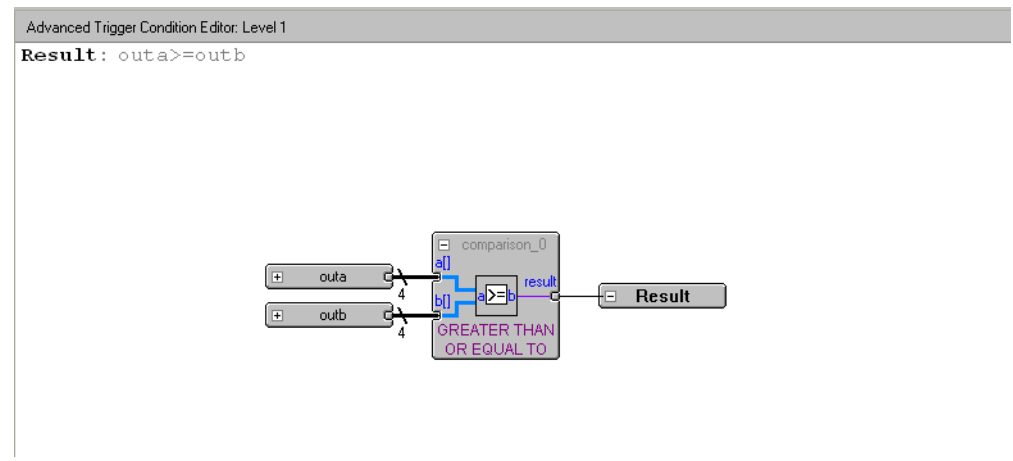 Advanced Trigger Condition Editor: Level 1
Result: outa>=outb
comparison_0
a[]
outa
4
result
a>=b
Result
b[]
outb
4
GREATER THAN
OR EQUAL TO